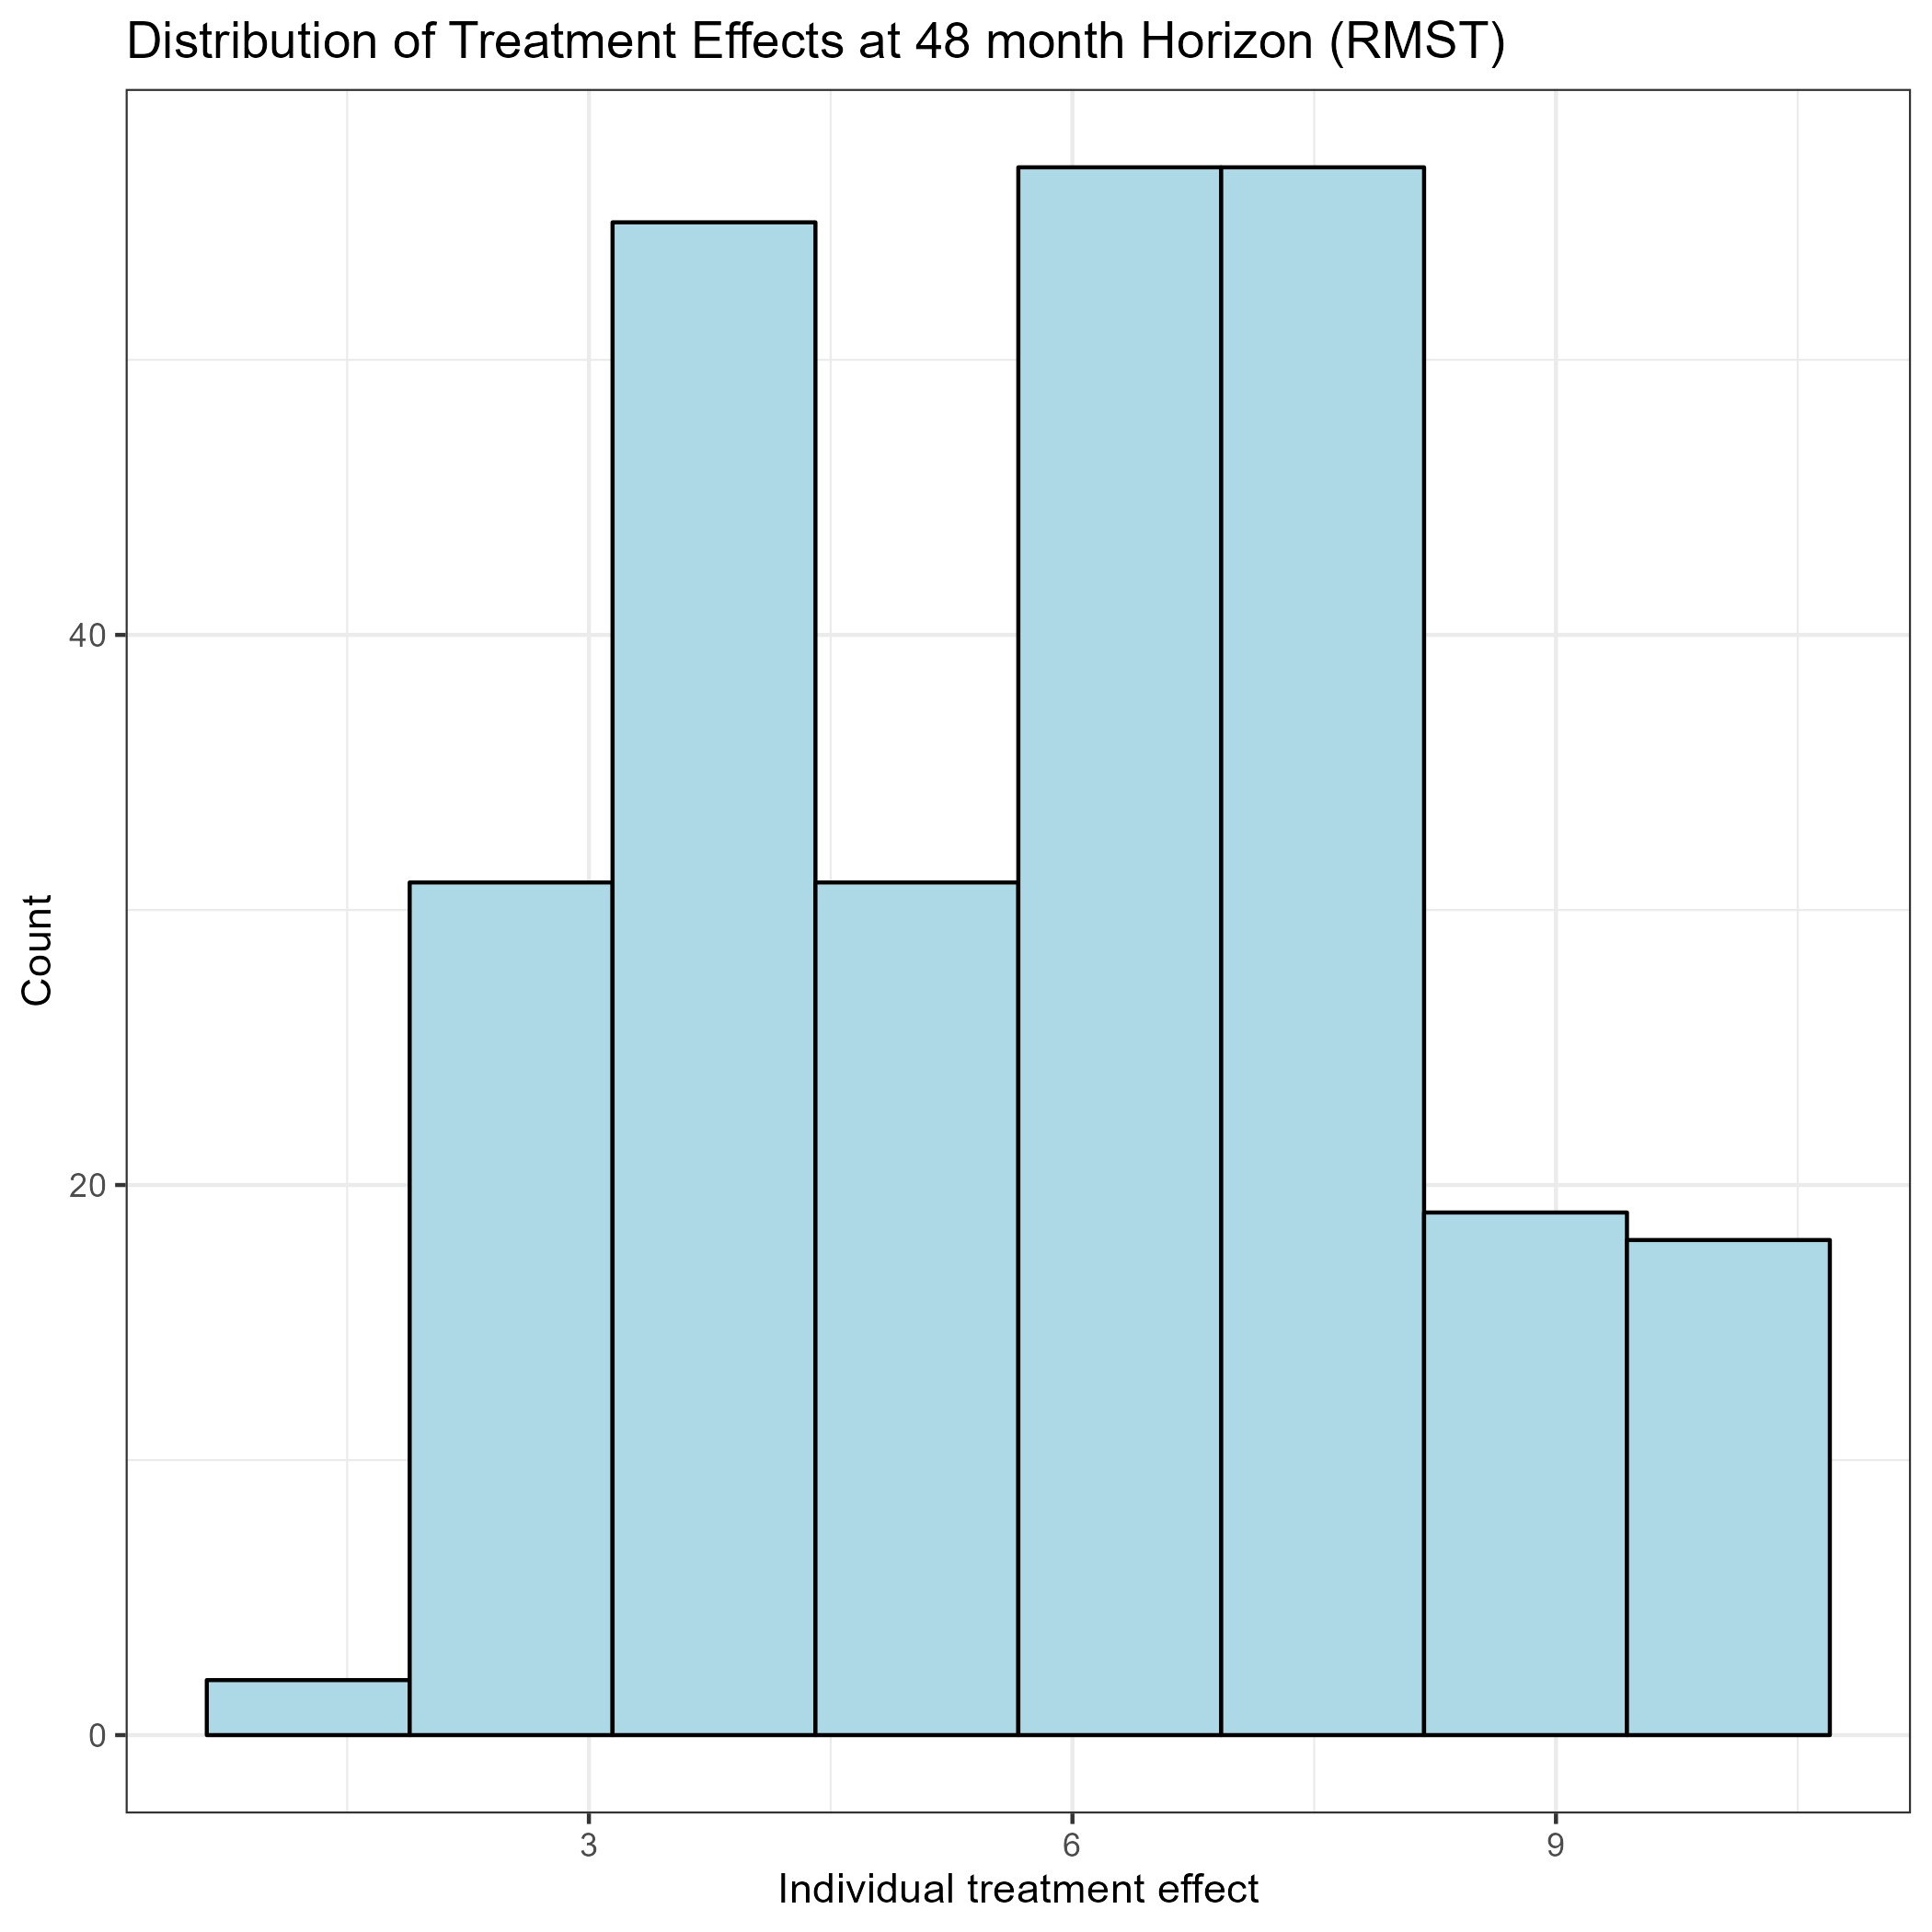 Distribution of Treatment Effects at 48 month Horizon (RMST)
Count
40
20
0
3
6
9
Individual treatment effect